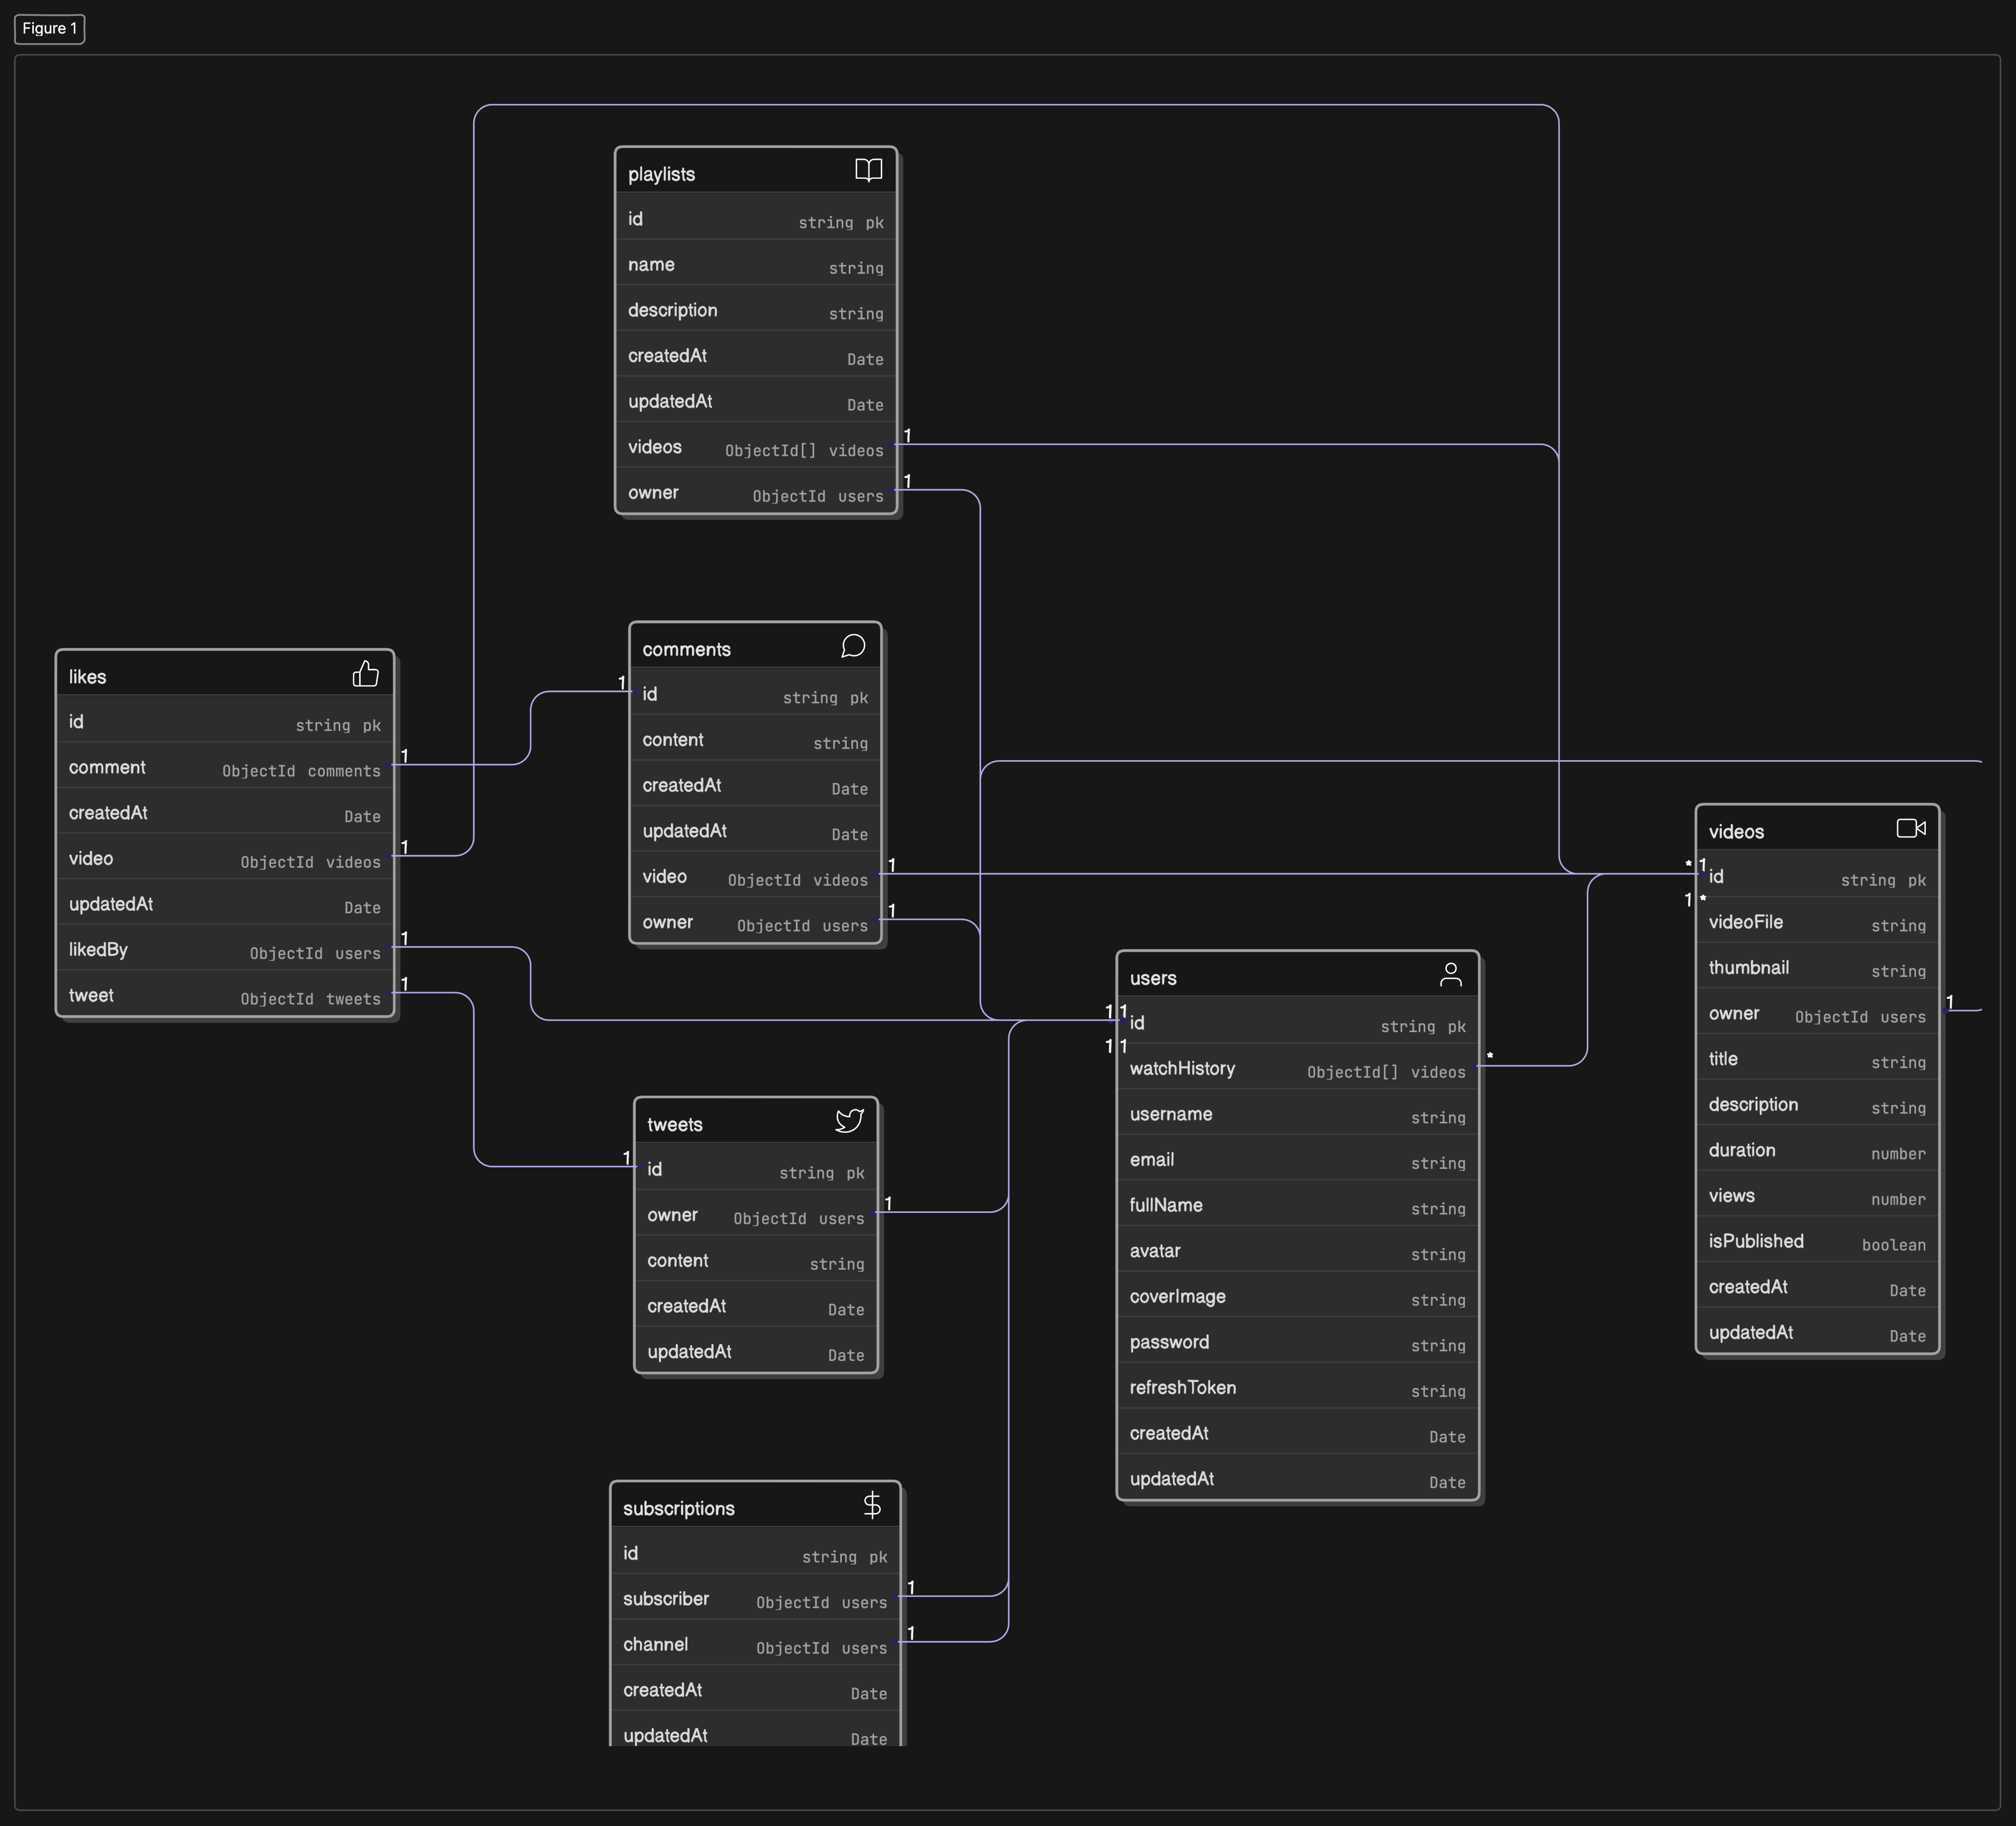 Figure 1
playlists
id string pk
name string
description string
createdAt Date
updatedAt Date
videos ObjectId[] videos 1
owner ObjectId users 1
likes
id string pk
comment ObjectId comments 1
createdAt Date
video ObjectId videos 1
updatedAt Date
likedBy ObjectId users 1
tweet ObjectId tweets 1
comments
1 id string pk
content string
createdAt Date
updatedAt Date
video ObjectId videos 1
owner ObjectId users 1
tweets
1 id string pk
owner ObjectId users 1
content string
createdAt Date
updatedAt Date
subscriptions
id string pk
subscriber ObjectId users 1
channel ObjectId users 1
createdAt Date
updatedAt Date
users
1 1
id string pk
1 1
watchHistory ObjectId[] videos *
username string
email string
fullName string
avatar string
coverImage string
password string
refreshToken string
createdAt Date
updatedAt Date
videos
* 1
id string pk
1 *
videoFile string
thumbnail string
owner ObjectId users 1
title string
description string
duration number
views number
isPublished boolean
createdAt Date
updatedAt Date